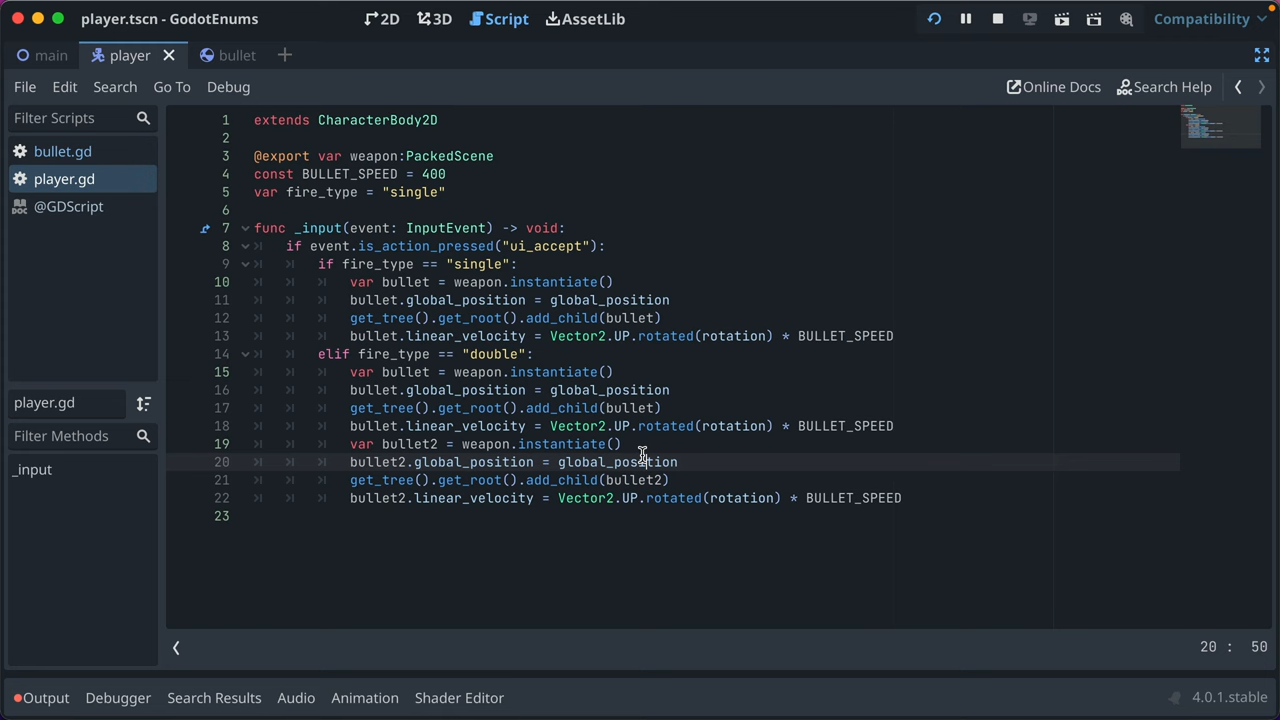 player.tscn - GodotEnums
2D
3D
Script
AssetLib
Compatibility
main
player
bullet
File Edit Search Go To Debug
Online Docs
Search Help
Filter Scripts
bullet.gd
player.gd
@GDScript
player.gd
Filter Methods
_input
1 extends CharacterBody2D
2
3 @export var weapon:PackedScene
4 const BULLET_SPEED = 400
5 var fire_type = "single"
6
7 func _input(event: InputEvent) -> void:
8 if event.is_action_pressed("ui_accept"):
9 if fire_type == "single":
10 var bullet = weapon.instantiate()
11 bullet.global_position = global_position
12 get_tree().get_root().add_child(bullet)
13 bullet.linear_velocity = Vector2.UP.rotated(rotation) * BULLET_SPEED
14 elif fire_type == "double":
15 var bullet = weapon.instantiate()
16 bullet.global_position = global_position
17 get_tree().get_root().add_child(bullet)
18 bullet.linear_velocity = Vector2.UP.rotated(rotation) * BULLET_SPEED
19 var bullet2 = weapon.instantiate()
20 bullet2.global_position = global_position
21 get_tree().get_root().add_child(bullet2)
22 bullet2.linear_velocity = Vector2.UP.rotated(rotation) * BULLET_SPEED
23
20 : 50
Output Debugger Search Results Audio Animation Shader Editor
4.0.1.stable